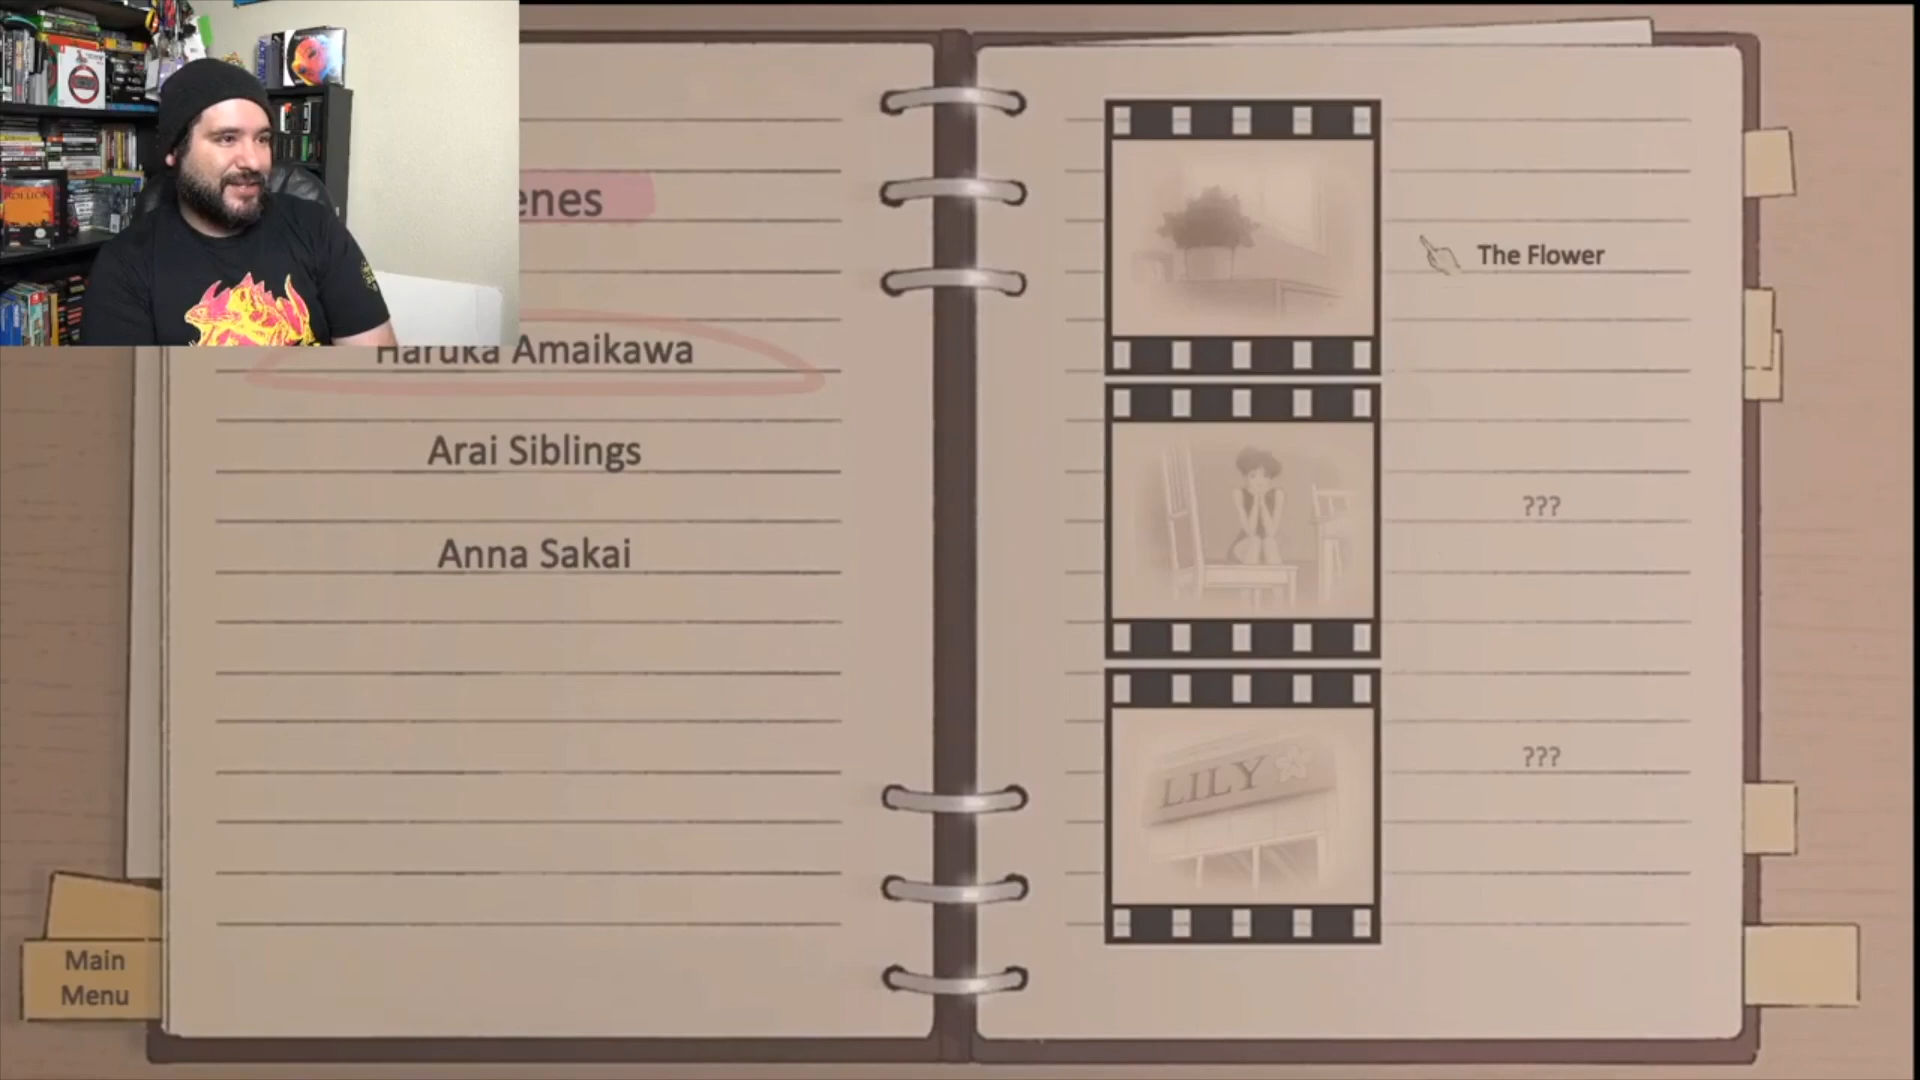 enes
Haruka Amaikawa
Arai Siblings
Anna Sakai
Main
Menu
The Flower
???
???
LILY